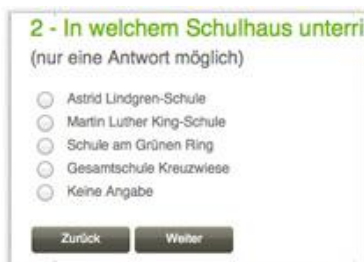 2 - In welchem Schulhaus unterri
(nur eine Antwort möglich)
Astrid Lindgren-Schule
Martin Luther King-Schule
Schule am Grünen Ring
Gesamtschule Kreuzwiese
Keine Angabe
Zurück Weiter